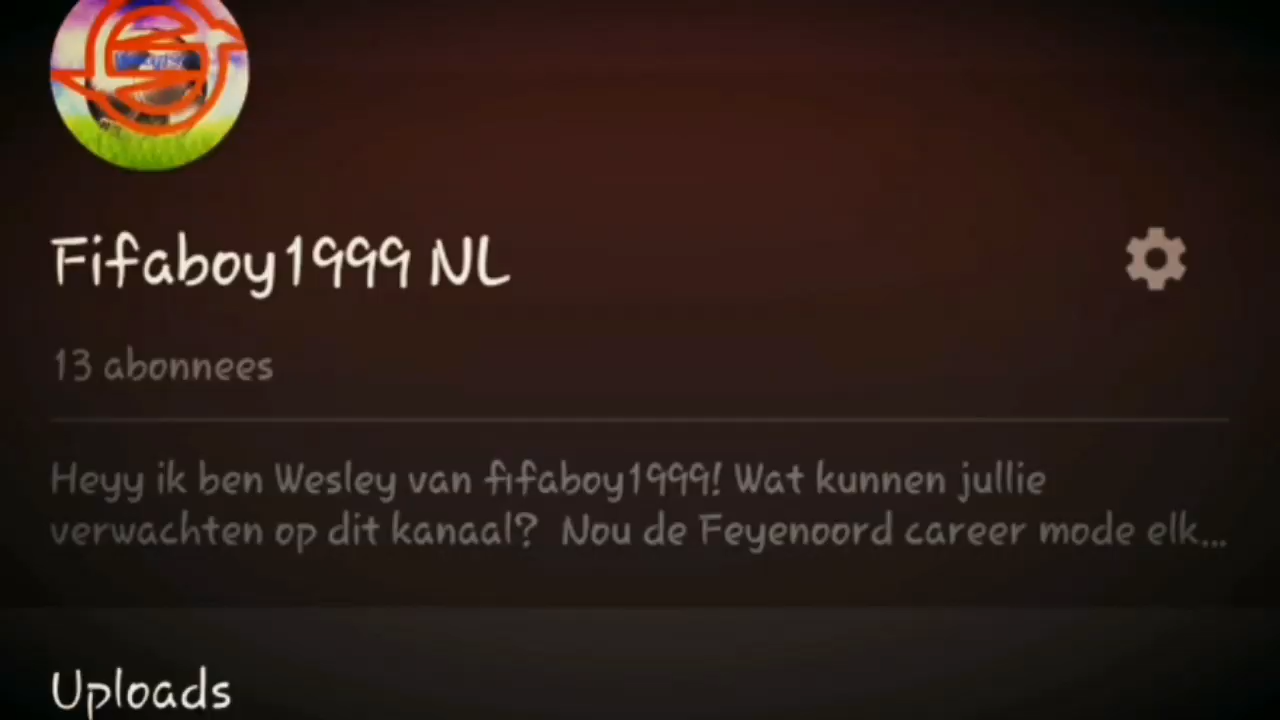 Fifaboy1999 NL
13 abonnees
Heyy ik ben Wesley van fifaboy1999! Wat kunnen jullie
verwachten op dit kanaal? Nou de Feyenoord career mode elk...
Uploads